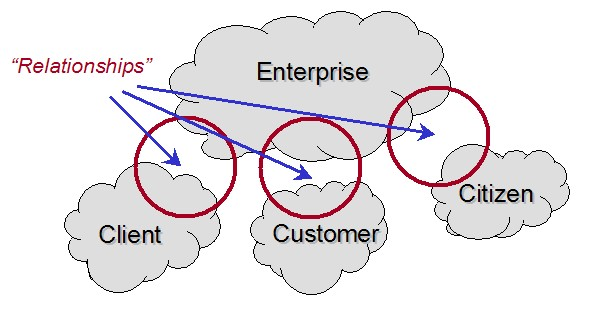 Enterprise
“Relationships”
Citizen
Client
Customer